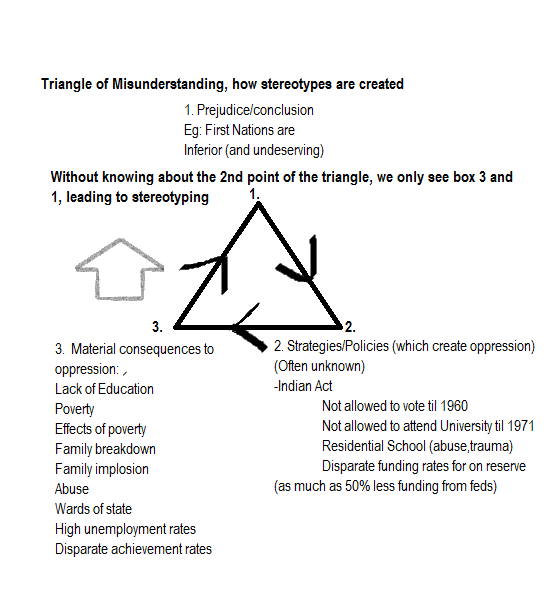 Triangle of Misunderstanding, how stereotypes are created
1. Prejudice/conclusion
Eg: First Nations are
Inferior (and undeserving)
Without knowing about the 2nd point of the triangle, we only see box 3 and
1, leading to stereotyping
1.
3.
2.
3. Material consequences to
oppression: ,
Lack of Education
Poverty
Effects of poverty
Family breakdown
Family implosion
Abuse
Wards of state
High unemployment rates
Disparate achievement rates
2. Strategies/Policies (which create oppression)
(Often unknown)
-Indian Act
Not allowed to vote til 1960
Not allowed to attend University til 1971
Residential School (abuse,trauma)
Disparate funding rates for on reserve
(as much as 50% less funding from feds)